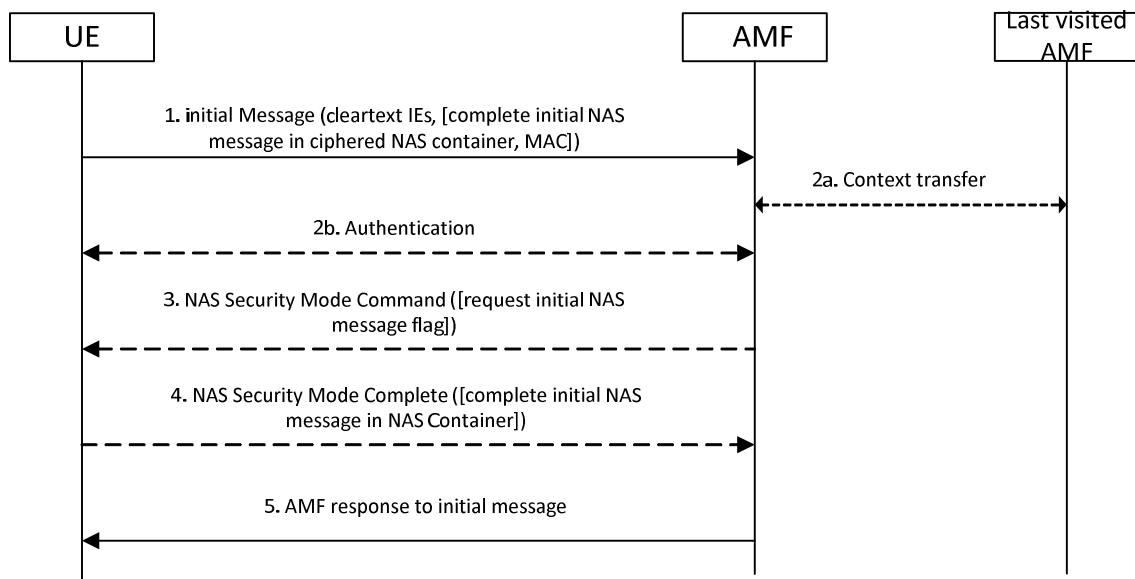 UE
AMF
Last visited
AMF
1. initial Message (cleartext IEs, [complete initial NAS
message in ciphered NAS container, MAC])
2a. Context transfer
2b. Authentication
3. NAS Security Mode Command ([request initial NAS
message flag])
4. NAS Security Mode Complete ([complete initial NAS
message in NAS Container])
5. AMF response to initial message